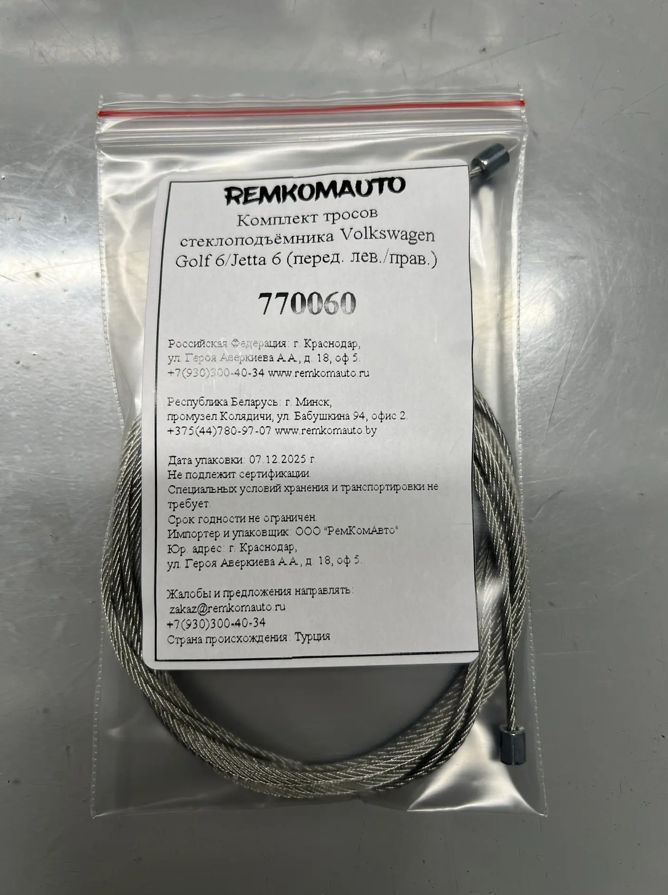 REMKOMAUTO
Комплект тросов
стеклоподъёмника Volkswagen
Golf 6/Jetta 6 (перед. лев./прав.)
770060
Российская Федерация: г. Краснодар,
ул. Героя Аверкиева А.А., д. 18, оф 5.
+7(930)300-40-34 www.remkomauto.ru
Республика Беларусь: г. Минск,
промузел Колядичи, ул. Бабушкина 94, офис 2.
+375(44)780-97-07 www.remkomauto.by
Дата упаковки: 07.12.2025 г.
Не подлежит сертификации.
Специальных условий хранения и транспортировки не
требует.
Срок годности не ограничен.
Импортер и упаковщик: ООО "РемКомАвто"
Юр. адрес: г. Краснодар,
ул. Героя Аверкиева А.А., д. 18, оф 5.
Жалобы и предложения направлять:
zakaz@remkomauto.ru
+7(930)300-40-34
Страна происхождения: Турция